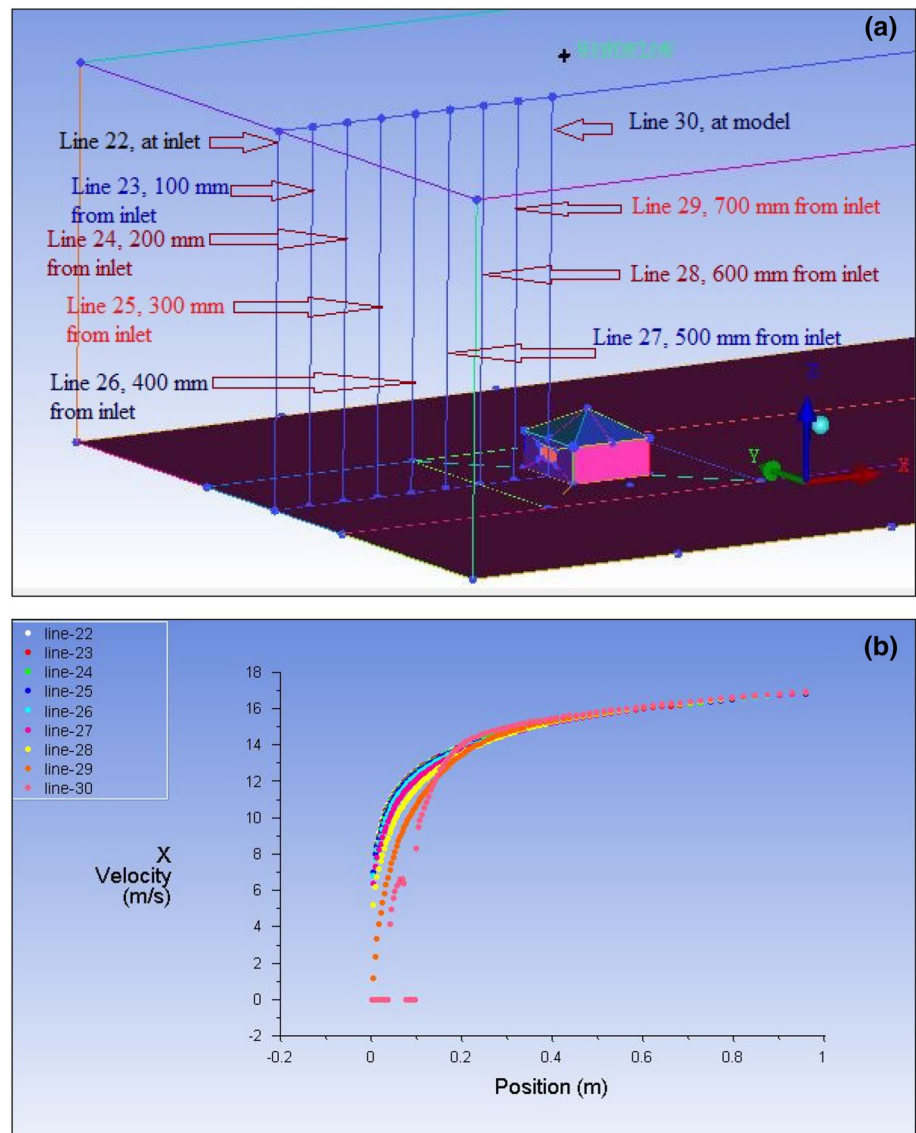 (a)
Line 22, at inlet
Line 30, at model
Line 23, 100 mm
from inlet
Line 29, 700 mm from inlet
Line 24, 200 mm
from inlet
Line 28, 600 mm from inlet
Line 25, 300 mm
from inlet
Line 27, 500 mm from inlet
Line 26, 400 mm
from inlet
Z
Y
X
(b)
line-22
line-23
line-24
line-25
line-26
line-27
line-28
line-29
line-30
18
16
14
12
10
8
6
4
2
0
-2
X
Velocity
(m/s)
-0.2 0 0.2 0.4 0.6 0.8 1
Position (m)